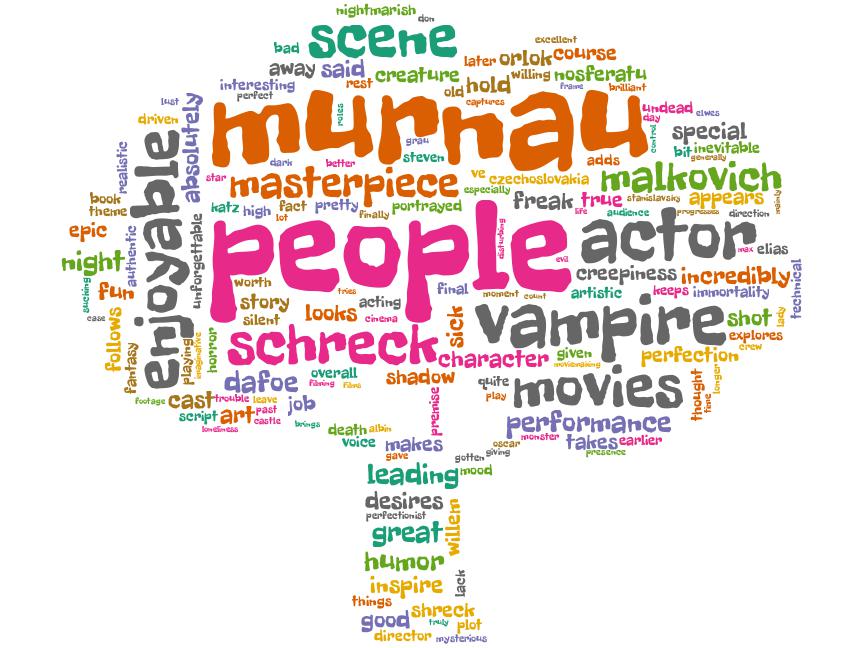 nightmarish
don
scene
bad
excellent
later orlok course
away said
creature
willing nosferatu
interesting
rest
old hold
frame brilliant
perfect
captures
lust
absolutely
murnau
roles
undead
elwes
day
driven
control
special
grau
realistic
enjoyable
dark
better
steven
adds
bit inevitable
generally
star
masterpiece
ve czechoslovakia
malkovich
especially
book
theme
katz high fact pretty
lot
finally
portrayed
freak true
stanislavsky
appears
mainly
life
audience
progresses
direction
epic
authentic
unforgettable
people
disturbing
actor
max elias
evil
night
creepiness incredibly
technical
sucking
fun
worth
tries
final
moment count
artistic
keeps immortality
case
story
acting
silent
looks
cinema
sick
vampire
shot
lady
explores
crew
follows
fantasy
playing
imaginative
horror
schreck
character
given
moviemaking
perfection
longer
overall
filming films
dafoe
shadow
quite
play
movies
thought
time
footage
cast
trouble leave
job
premise
script art
past
castle
loneliness
brings
performance
death albin
voice
makes
gave
monster
takes earlier
oscar
giving
gotten
presence
leading
mood
desires
perfectionist
willem
great
humor
lack
inspire
things
shreck
good
truly
plot
director
mysterious